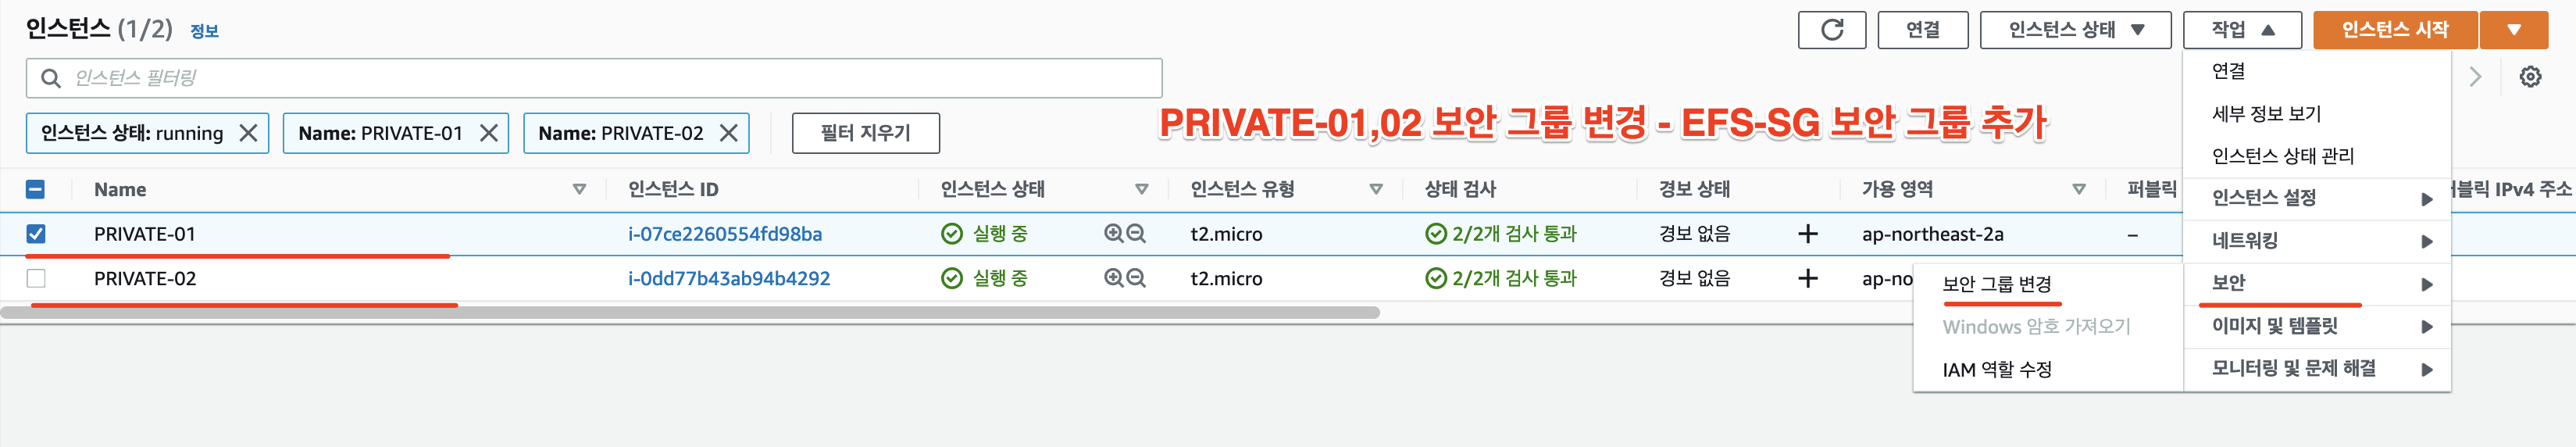 인스턴스 (1/2) 정보
연결
인스턴스 상태
작업
인스턴스 시작
인스턴스 필터링
인스턴스 상태: running
Name: PRIVATE-01
Name: PRIVATE-02
필터 지우기
PRIVATE-01,02 보안 그룹 변경 - EFS-SG 보안 그룹 추가
Name 인스턴스 ID 인스턴스 상태 인스턴스 유형 상태 검사 경보 상태 가용 영역 퍼블릭 퍼블릭 IPv4 주소
PRIVATE-01 i-07ce2260554fd98ba 실행 중 t2.micro 2/2개 검사 통과 경보 없음 + ap-northeast-2a –
PRIVATE-02 i-0dd77b43ab94b4292 실행 중 t2.micro 2/2개 검사 통과 경보 없음 + ap-no
연결
세부 정보 보기
인스턴스 상태 관리
인스턴스 설정
네트워킹
보안
이미지 및 템플릿
모니터링 및 문제 해결
보안 그룹 변경
Windows 암호 가져오기
IAM 역할 수정